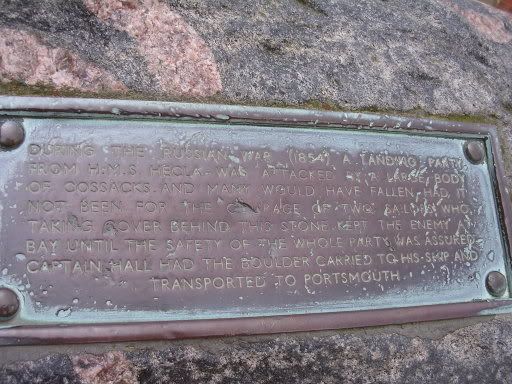 DURING THE RUSSIAN WAR (1854) A LANDING PARTY
FROM H.M.S. HECLA WAS ATTACKED BY A LARGE BODY
OF COSSACKS AND MANY WOULD HAVE FALLEN HAD IT
NOT BEEN FOR THE COURAGE OF TWO SAILORS WHO
TAKING COVER BEHIND THIS STONE KEPT THE ENEMY AT
BAY UNTIL THE SAFETY OF THE WHOLE PARTY WAS ASSURED
CAPTAIN HALL HAD THE BOULDER CARRIED TO HIS SHIP AND
TRANSPORTED TO PORTSMOUTH